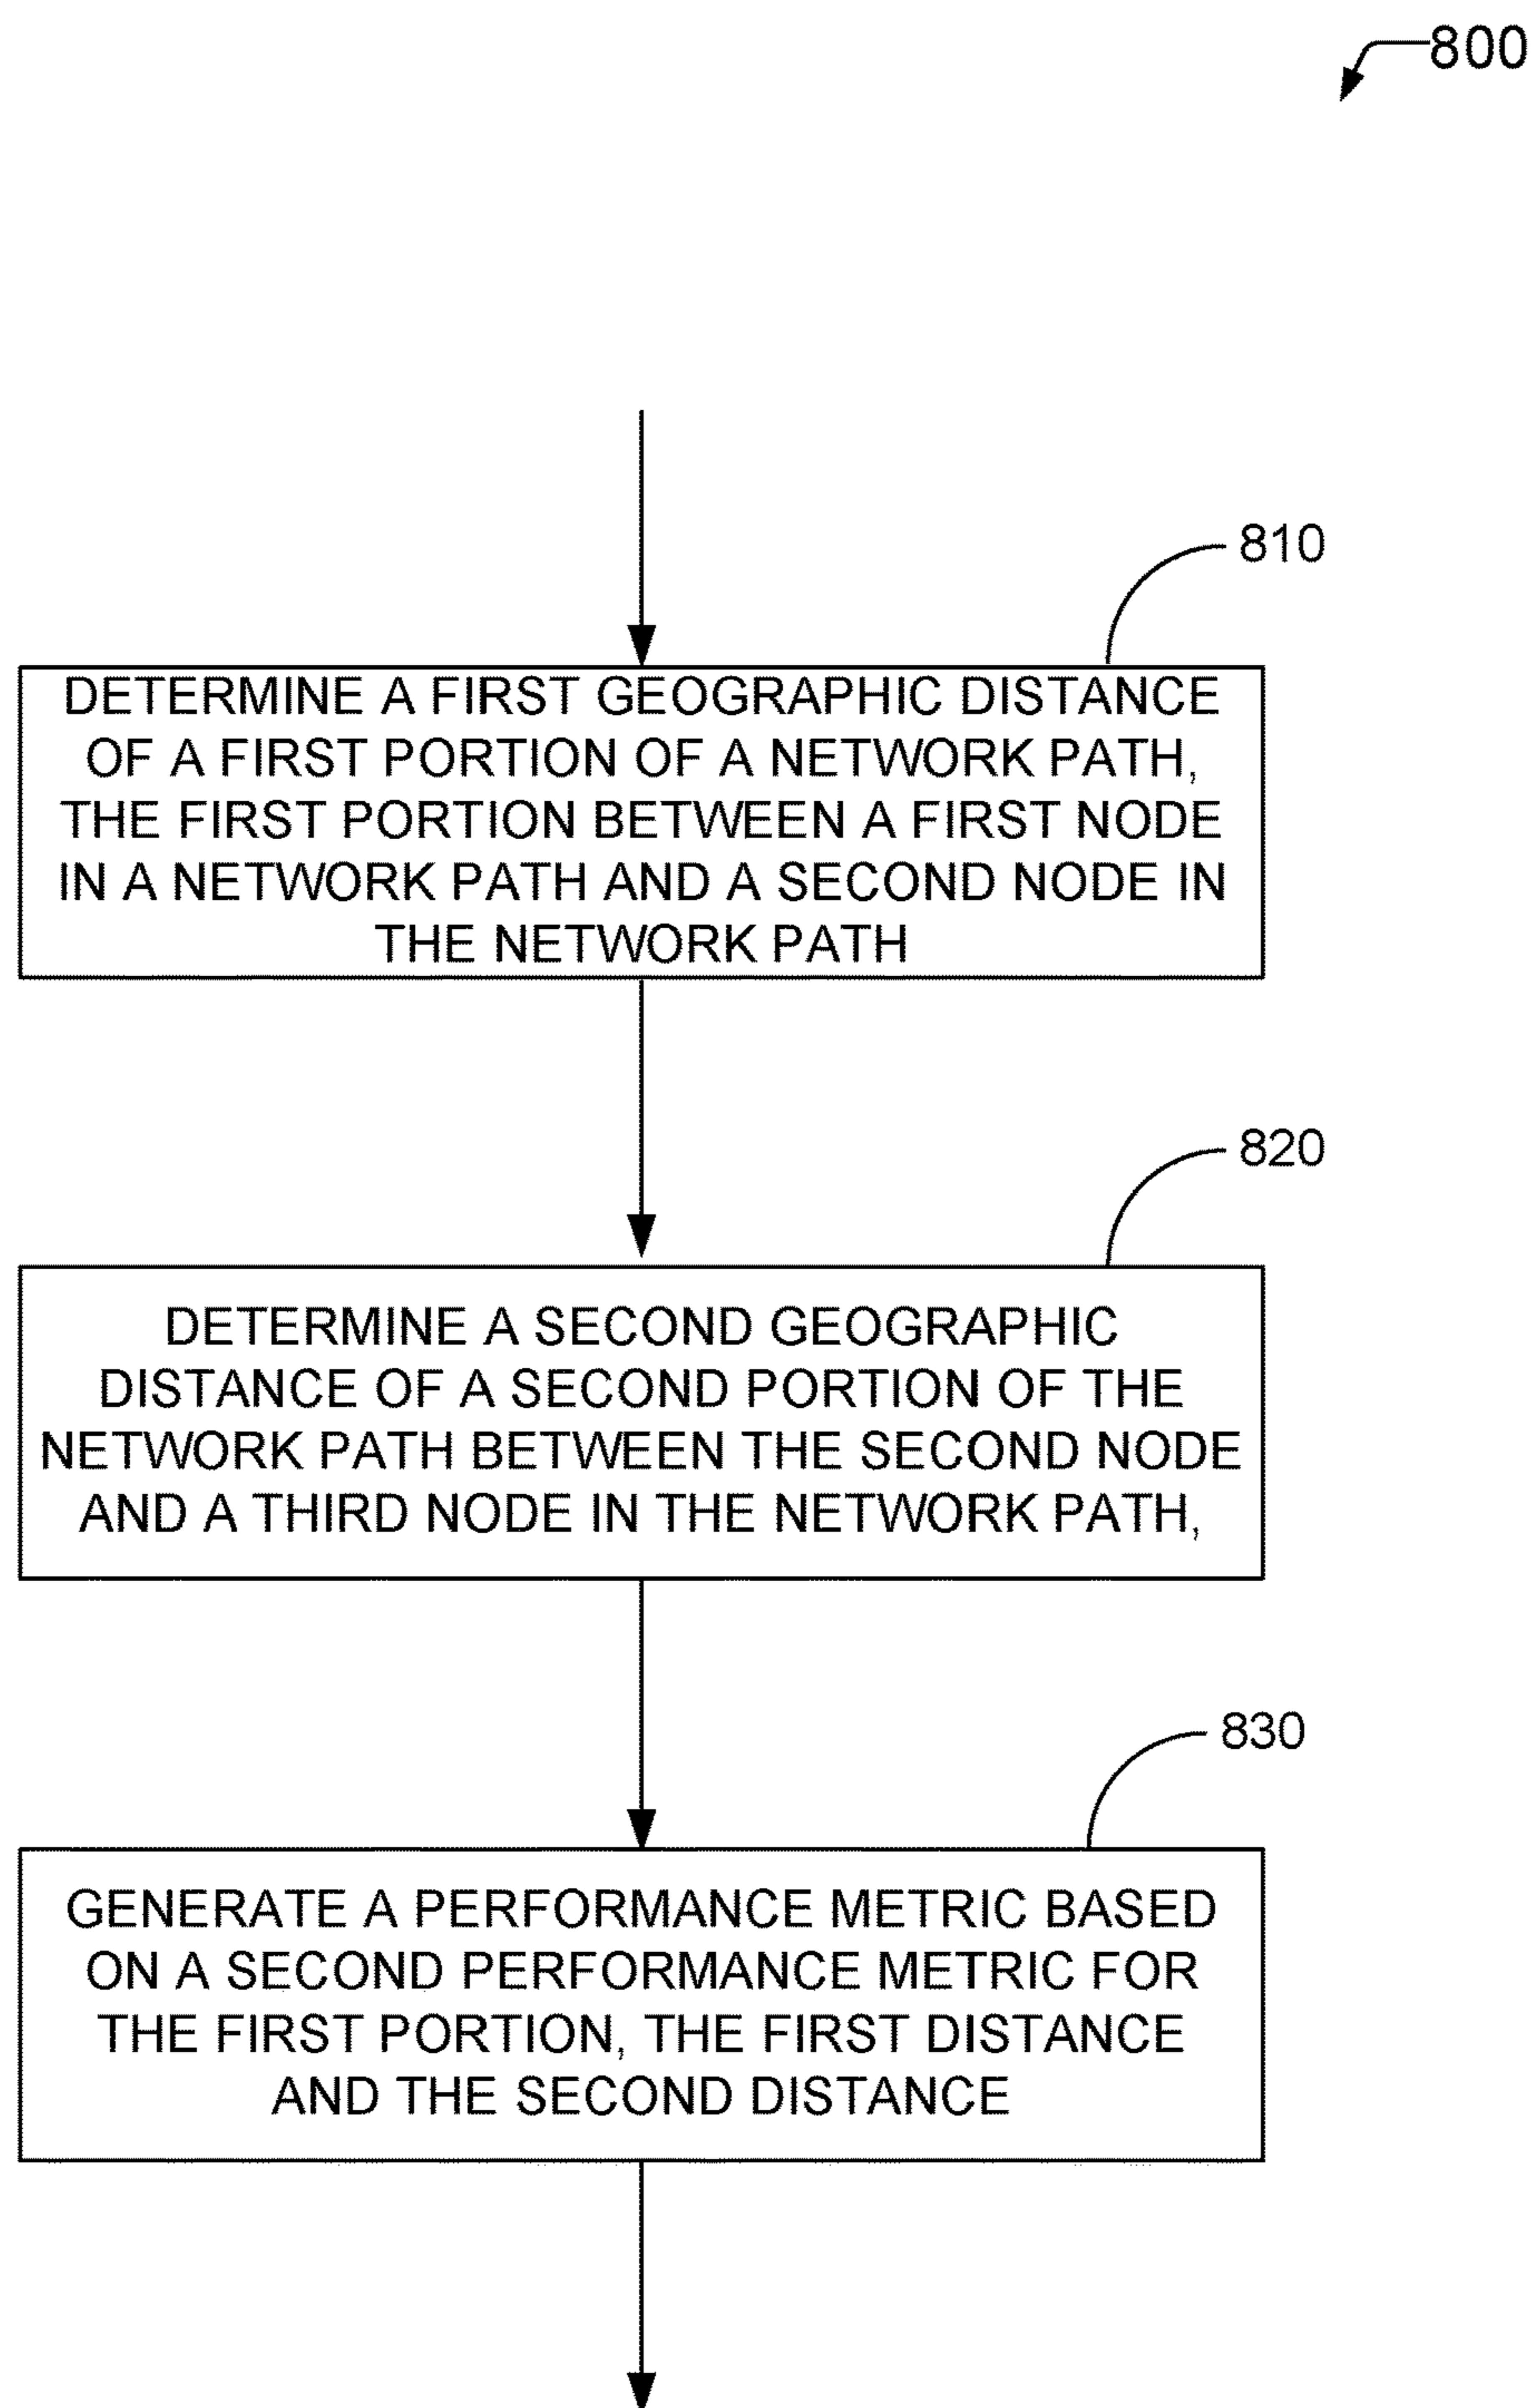 800
810
DETERMINE A FIRST GEOGRAPHIC DISTANCE
OF A FIRST PORTION OF A NETWORK PATH,
THE FIRST PORTION BETWEEN A FIRST NODE
IN A NETWORK PATH AND A SECOND NODE IN
THE NETWORK PATH
820
DETERMINE A SECOND GEOGRAPHIC
DISTANCE OF A SECOND PORTION OF THE
NETWORK PATH BETWEEN THE SECOND NODE
AND A THIRD NODE IN THE NETWORK PATH,
830
GENERATE A PERFORMANCE METRIC BASED
ON A SECOND PERFORMANCE METRIC FOR
THE FIRST PORTION, THE FIRST DISTANCE
AND THE SECOND DISTANCE